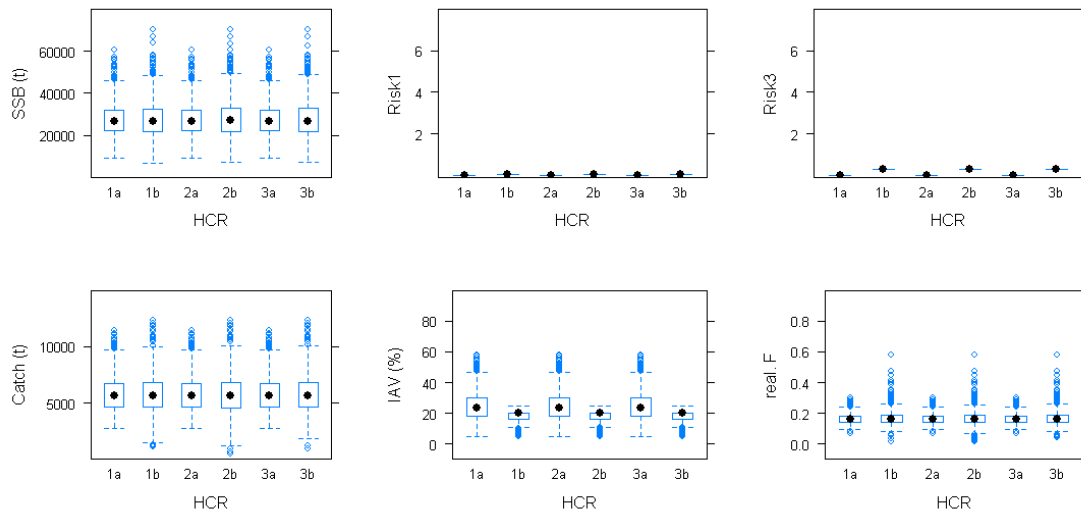 SSB (t)
60000
40000
20000
1a 1b 2a 2b 3a 3b
HCR
Risk1
6
4
2
1a 1b 2a 2b 3a 3b
HCR
Risk3
6
4
2
1a 1b 2a 2b 3a 3b
HCR
Catch (t)
10000
5000
1a 1b 2a 2b 3a 3b
HCR
IAV (%)
80
60
40
20
0
1a 1b 2a 2b 3a 3b
HCR
real.F
0.8
0.6
0.4
0.2
0.0
1a 1b 2a 2b 3a 3b
HCR